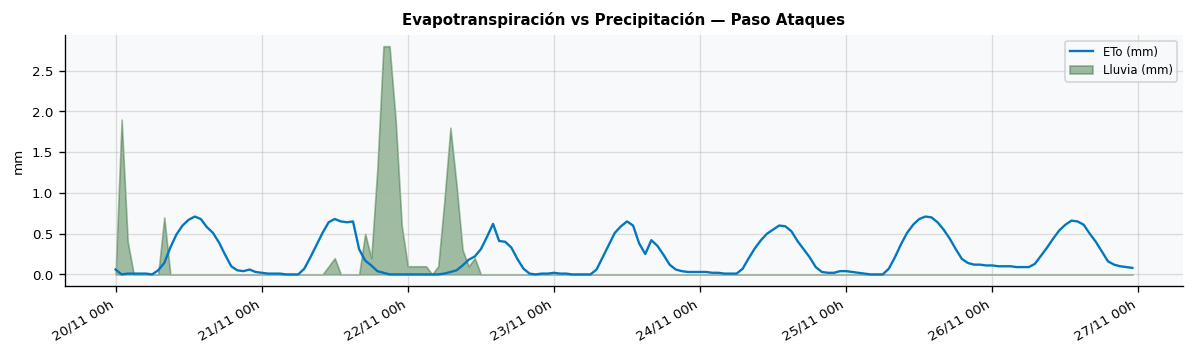 Evapotranspiración vs Precipitación — Paso Ataques
ETo (mm)
Lluvia (mm)
mm
2.5
2.0
1.5
1.0
0.5
0.0
20/11 00h
21/11 00h
22/11 00h
23/11 00h
24/11 00h
25/11 00h
26/11 00h
27/11 00h